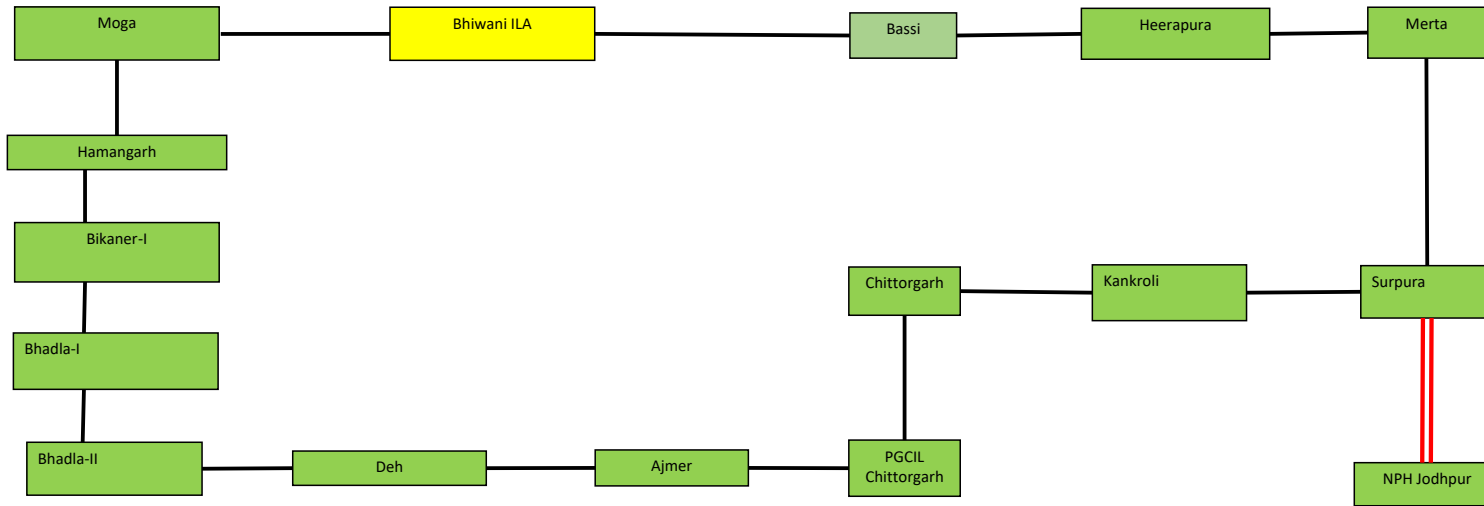 Moga
Bhiwani ILA
Bassi
Heerapura
Merta
Hamangarh
Bikaner-I
Chittorgarh
Kankroli
Surpura
Bhadla-I
Bhadla-II
Deh
Ajmer
PGCIL
Chittorgarh
NPH Jodhpur